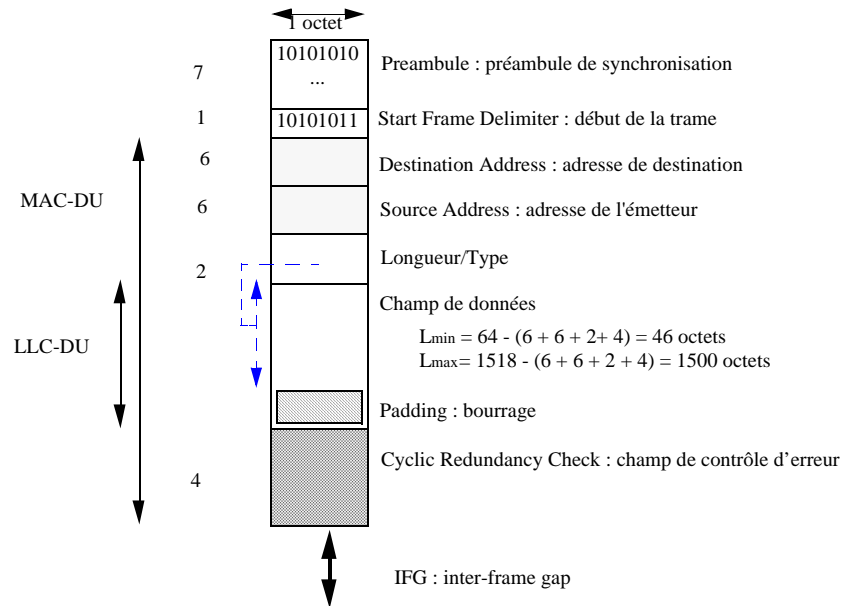 1 octet
7
10101010
...
Preambule : préambule de synchronisation
1
10101011
Start Frame Delimiter : début de la trame
6
Destination Address : adresse de destination
MAC-DU
6
Source Address : adresse de l'émetteur
2
Longueur/Type
Champ de données
Lmin = 64 - (6 + 6 + 2+ 4) = 46 octets
Lmax= 1518 - (6 + 6 + 2 + 4) = 1500 octets
LLC-DU
Padding : bourrage
Cyclic Redundancy Check : champ de contrôle d’erreur
4
IFG : inter-frame gap